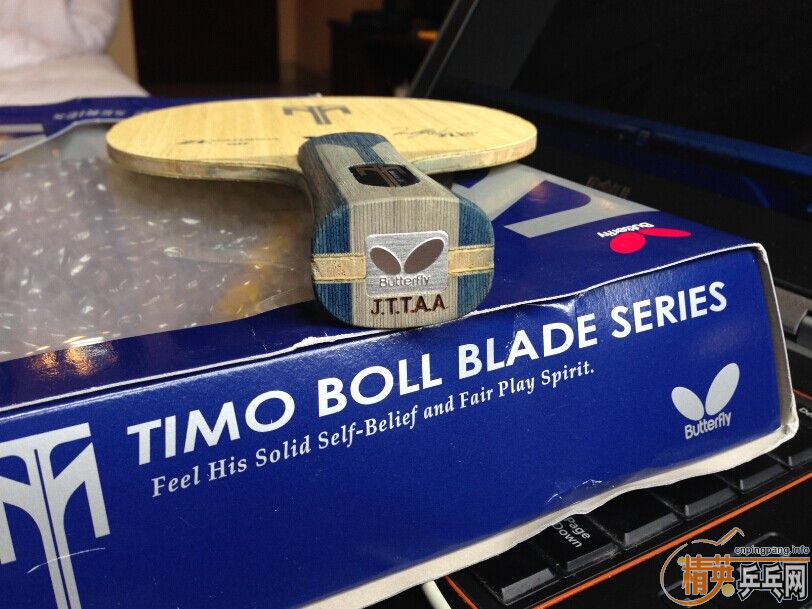 SERIES
DELL
Butterfly
Butterfly
J.T.T.A.A
TIMO BOLL BLADE SERIES
Feel His Solid Self-Belief and Fair Play Spirit.
Butterfly
Page
Down
cnpingpang.info
精英乒乓网